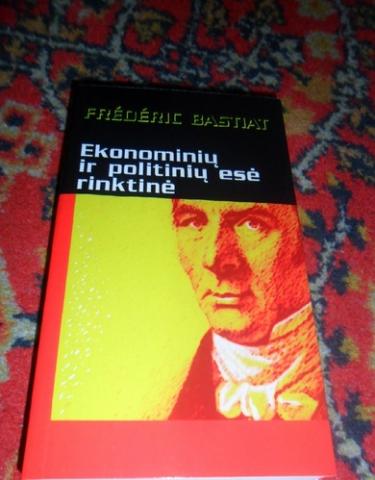 FRÉDÉRIC BASTIAT
Ekonominių
ir politinių esė
rinktinė